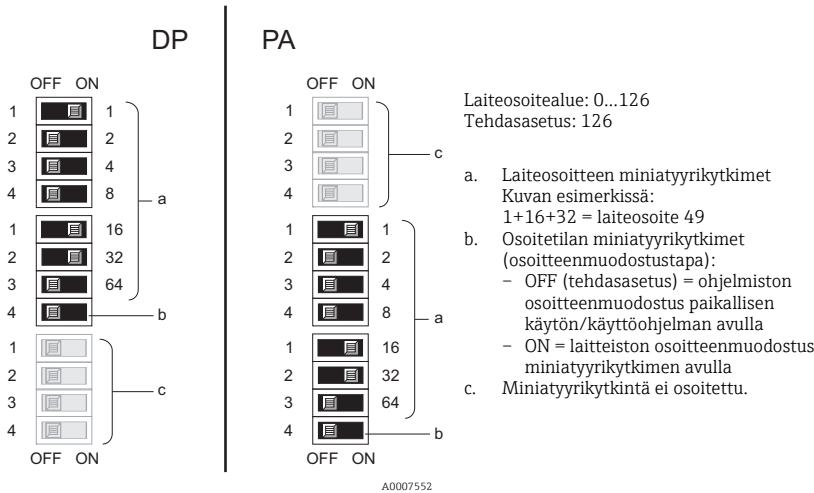 DP
PA
OFF ON
1 1
2 2
3 4
4 8
a
1 16
2 32
3 64
4
b
1
2
3
4
c
OFF ON
OFF ON
1
2
3
4
c
1 1
2 2
3 4
4 8
a
1 16
2 32
3 64
4
b
OFF ON
Laiteosoitealue: 0...126
Tehdasasetus: 126
a. Laiteosoitteen miniatyyrikytkimet
Kuvan esimerkissä:
1+16+32 = laiteosoite 49
b. Osoitetilan miniatyyrikytkimet
(osoitteenmuodostustapa):
– OFF (tehdasasetus) = ohjelmiston
osoitteenmuodostus paikallisen
käytön/käyttöohjelman avulla
– ON = laitteiston osoitteenmuodostus
miniatyyrikytkimen avulla
c. Miniatyyrikytkintä ei osoitettu.
A0007552